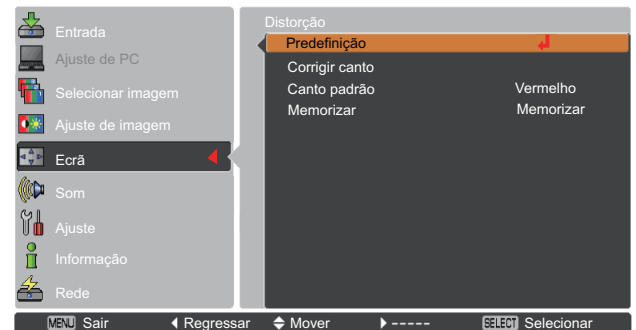 Entrada
Ajuste de PC
Selecionar imagem
Ajuste de imagem
Ecrã
Som
Ajuste
Informação
Rede
Distorção
Predefinição
Corrigir canto
Canto padrão Vermelho
Memorizar Memorizar
MENU Sair Regressar Mover ----- SELECT Selecionar